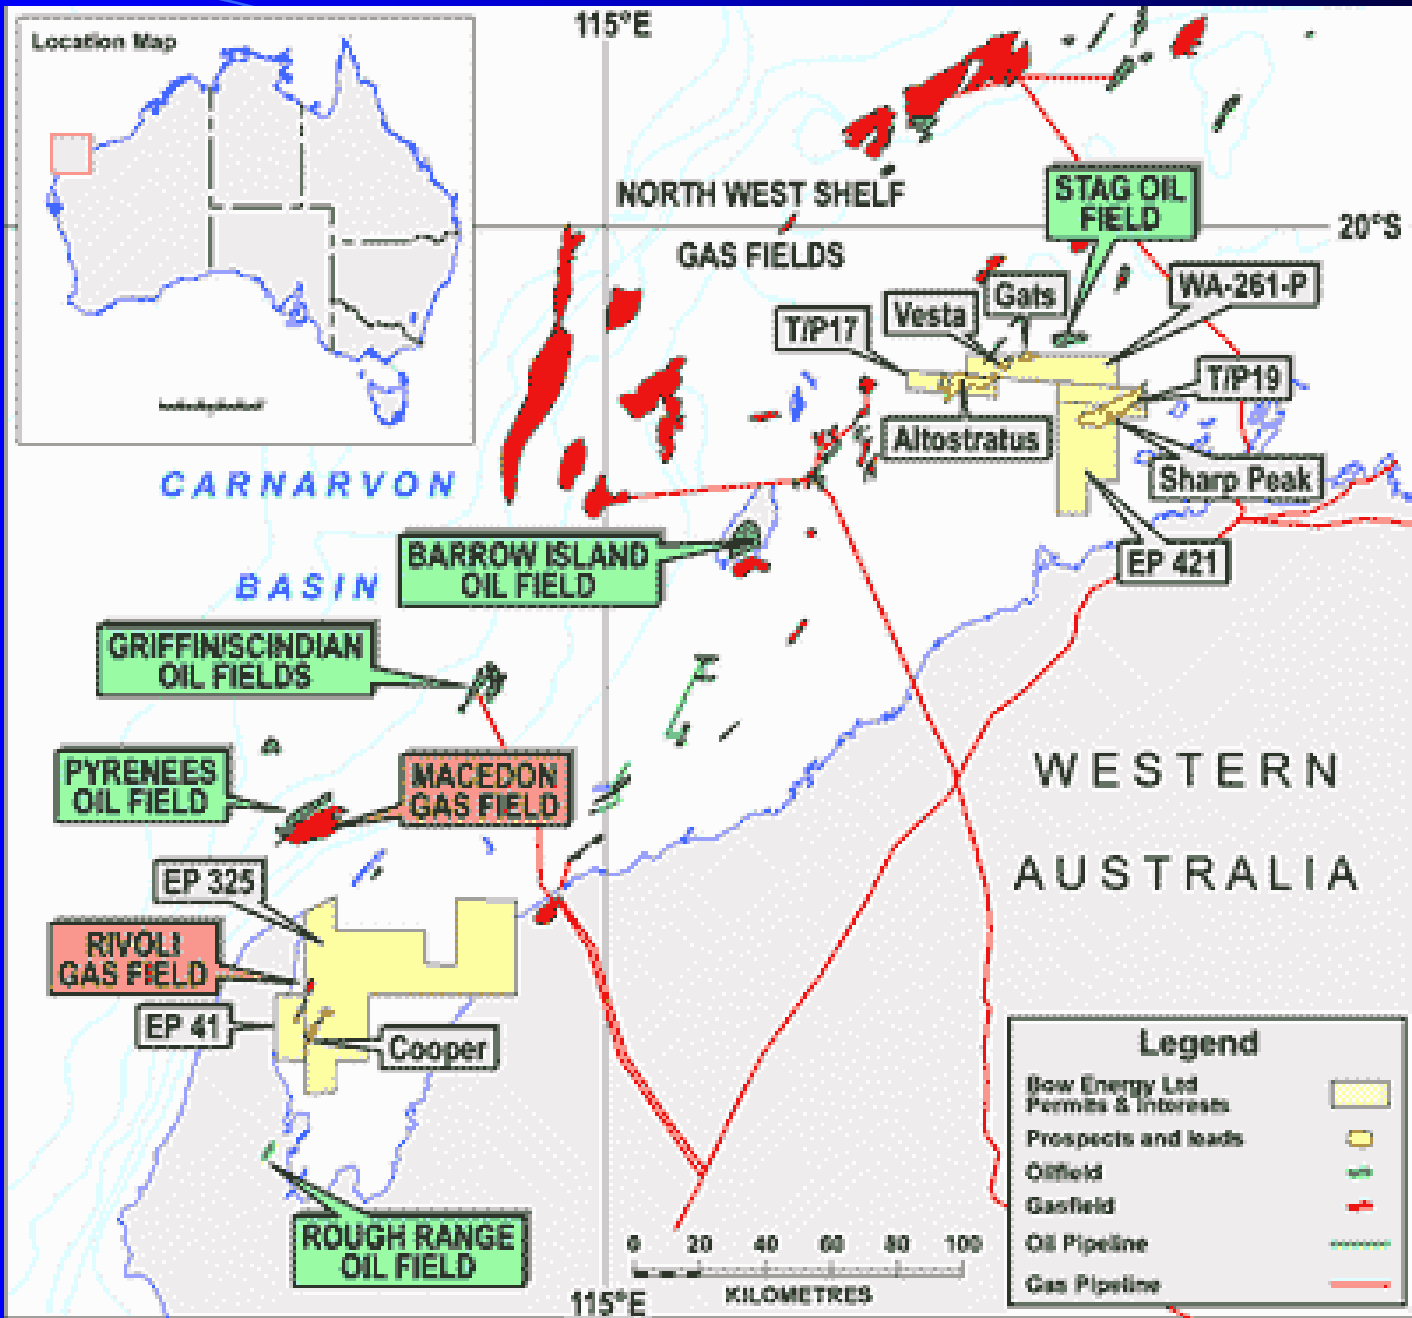 Location Map
115°E
NORTH WEST SHELF
GAS FIELDS
STAG OIL
FIELD
20°S
WA-261-P
Gats
Vesta
T/P17
T/P19
Altostratus
Sharp Peak
EP 421
CARNARVON
BASIN
BARROW ISLAND
OIL FIELD
GRIFFIN/SCINDIAN
OIL FIELDS
PYRENEES
OIL FIELD
MACEDON
GAS FIELD
WESTERN
AUSTRALIA
EP 325
RIVOLI
GAS FIELD
EP 41
Cooper
ROUGH RANGE
OIL FIELD
0 20 40 60 80 100
KILOMETRES
115°E
Legend
Bow Energy Ltd
Permits & Interests
Prospects and leads
Oilfield
Gasfield
Oil Pipeline
Gas Pipeline